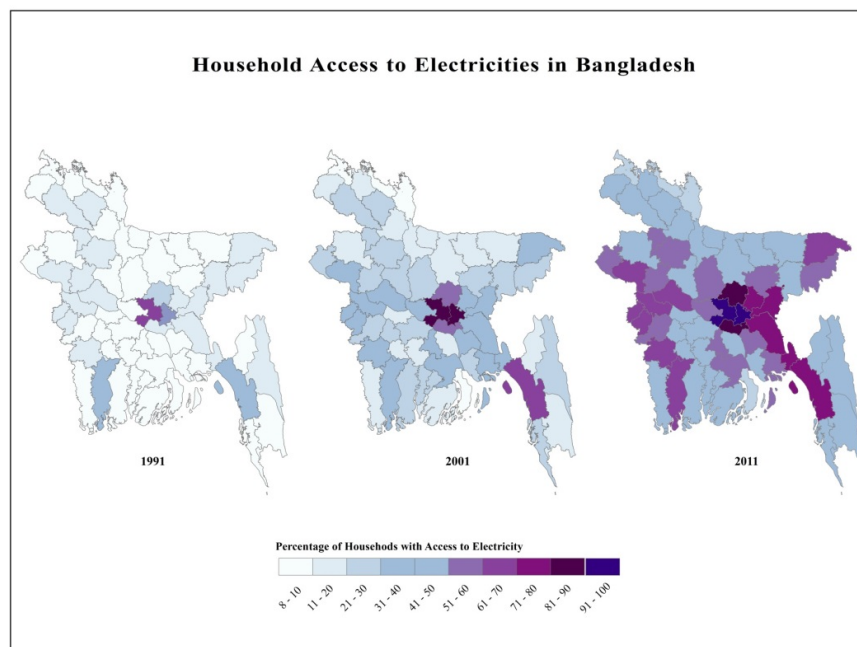 Household Access to Electricities in Bangladesh
1991
2001
2011
Percentage of Househods with Access to Electricity
8 - 10
11 - 20
21 - 30
31 - 40
41 - 50
51 - 60
61 - 70
71 - 80
81 - 90
91 - 100